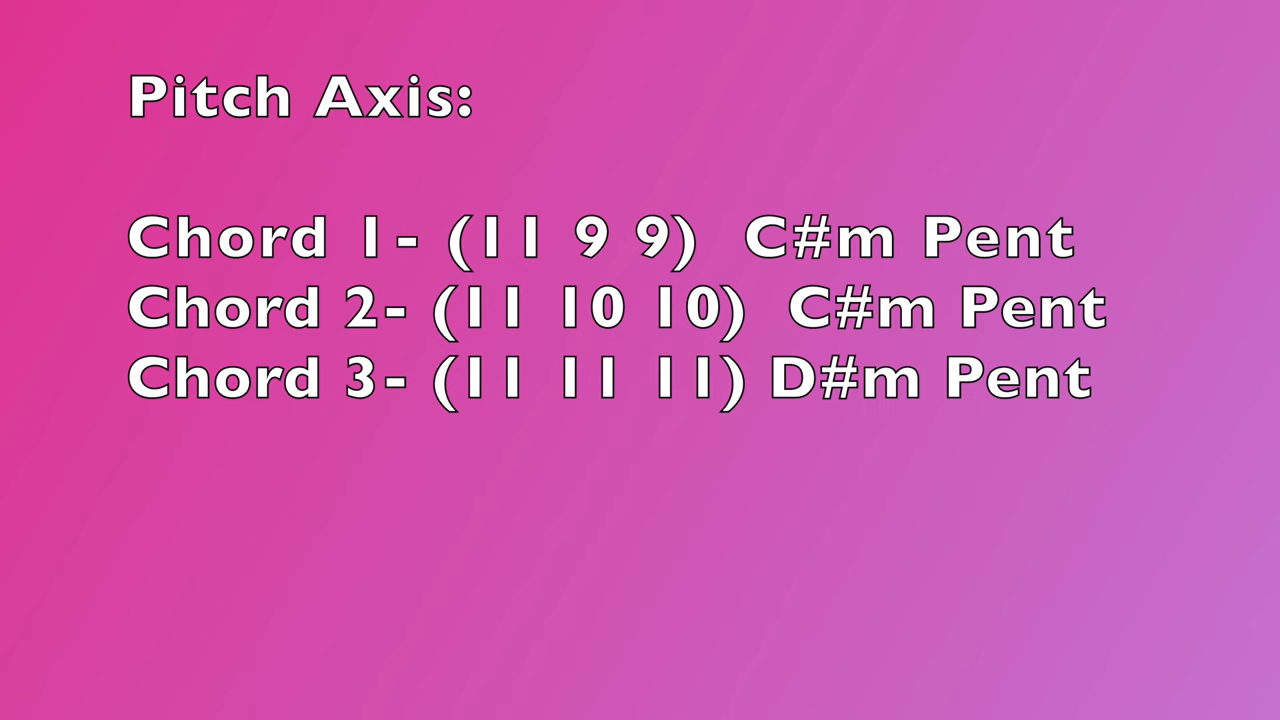 Pitch Axis:
Chord 1- (11 9 9) C#m Pent
Chord 2- (11 10 10) C#m Pent
Chord 3- (11 11 11) D#m Pent